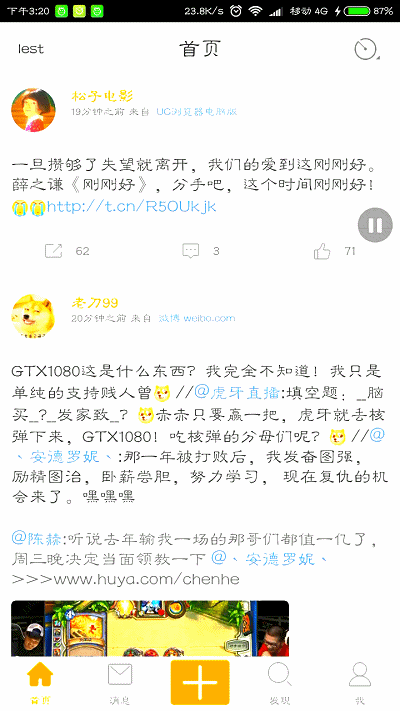 下午3:20 23.8K/s 移动 4G 87%
lest 首页
松子电影
19分钟之前 来自 UC浏览器电脑版
一旦攒够了失望就离开，我们的爱到这刚刚好。
薛之谦《刚刚好》，分手吧，这个时间刚刚好！
http://t.cn/R5OUkjk
62 3 71
老刀99
20分钟之前 来自 微博 weibo.com
GTX1080这是什么东西？我完全不知道！我只是
单纯的支持贱人曾//@虎牙直播:填空题：_脑
买_?_发家致_？赤赤只要赢一把，虎牙就去核
弹下来，GTX1080！吃核弹的分母们呢？//@
丶安德罗妮丶:那一年被打败后，我发奋图强，
励精图治，卧薪尝胆，努力学习，现在复仇的机
会来了。嘿嘿嘿
@陈赫:听说去年输我一场的那哥们都值一亿了，
周三晚决定当面领教一下 @丶安德罗妮丶
>>>www.huya.com/chenhe
首页 消息 发现 我